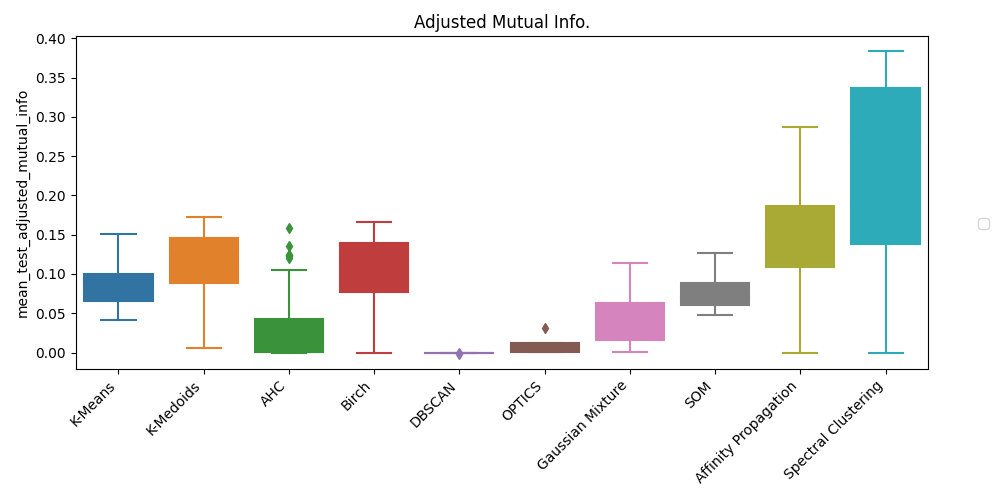 Adjusted Mutual Info.
mean_test_adjusted_mutual_info
0.40
0.35
0.30
0.25
0.20
0.15
0.10
0.05
0.00
K-Means
K-Medoids
AHC
Birch
DBSCAN
OPTICS
Gaussian Mixture
SOM
Affinity Propagation
Spectral Clustering